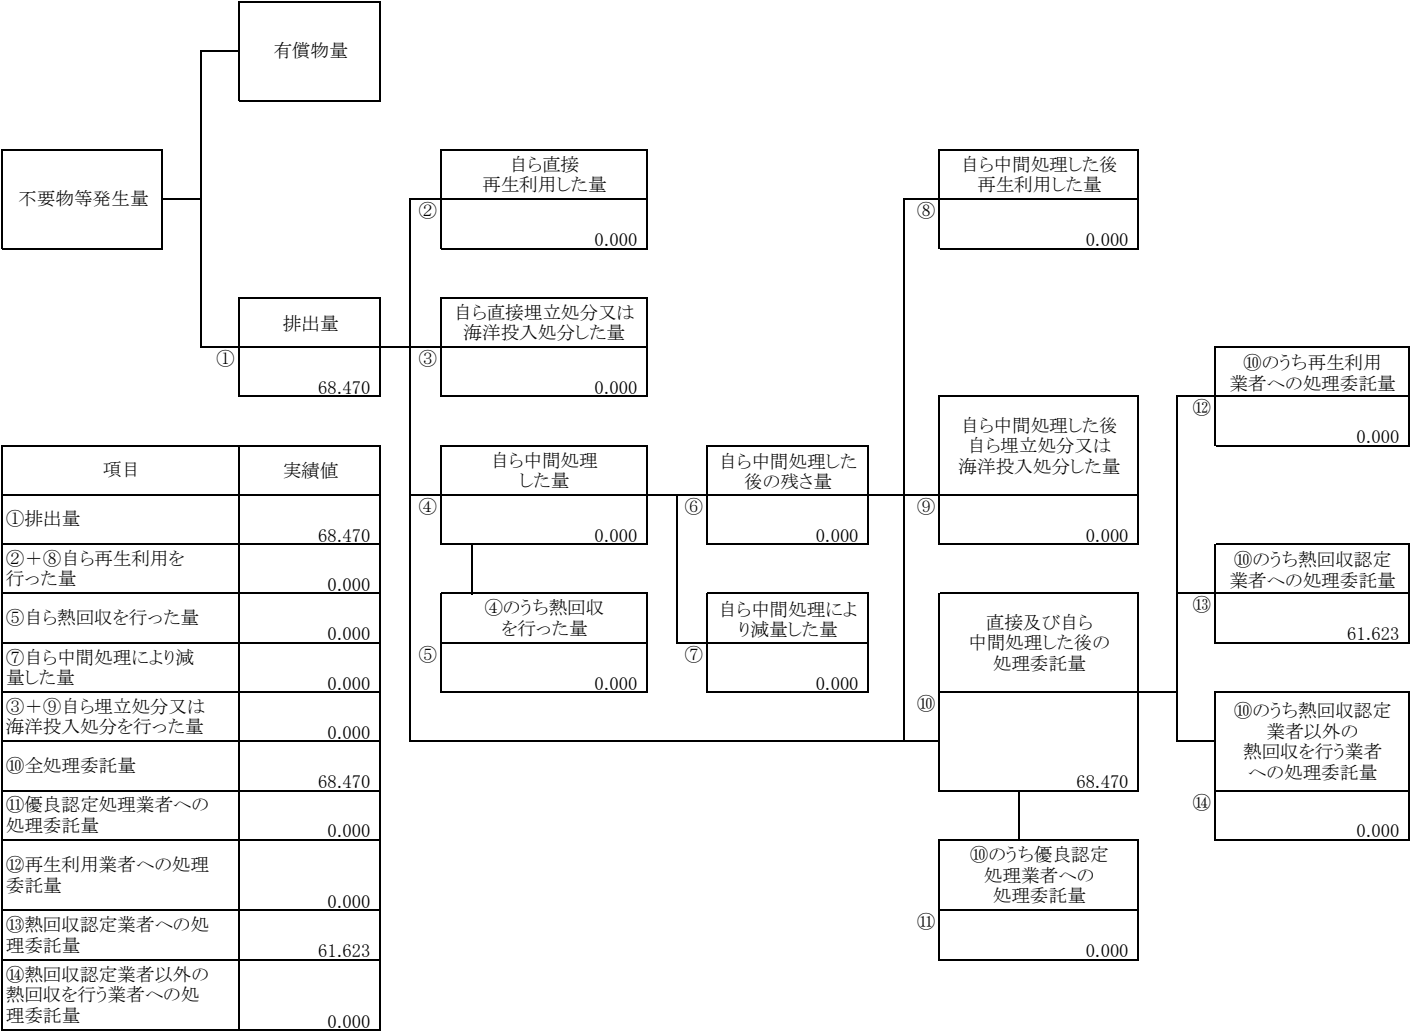 有償物量
不要物等発生量
自ら直接
再生利用した量
②
0.000
自ら中間処理した後
再生利用した量
⑧
0.000
排出量
①
68.470
自ら直接埋立処分又は
海洋投入処分した量
③
0.000
⑩のうち再生利用
業者への処理委託量
⑫
0.000
自ら中間処理
した量
④
0.000
自ら中間処理した
後の残さ量
⑥
0.000
自ら中間処理した後
自ら埋立処分又は
海洋投入処分した量
⑨
0.000
⑩のうち熱回収認定
業者への処理委託量
⑬
61.623
④のうち熱回収
を行った量
⑤
0.000
自ら中間処理によ
り減量した量
⑦
0.000
直接及び自ら
中間処理した後の
処理委託量
⑩
68.470
⑩のうち熱回収認定
業者以外の
熱回収を行う業者
への処理委託量
⑭
0.000
⑩のうち優良認定
処理業者への
処理委託量
⑪
0.000
項目 実績値
①排出量
68.470
②＋⑧自ら再生利用を
行った量
0.000
⑤自ら熱回収を行った量
0.000
⑦自ら中間処理により減
量した量
0.000
③＋⑨自ら埋立処分又は
海洋投入処分を行った量
0.000
⑩全処理委託量
68.470
⑪優良認定処理業者への
処理委託量
0.000
⑫再生利用業者への処理
委託量
0.000
⑬熱回収認定業者への処
理委託量
61.623
⑭熱回収認定業者以外の
熱回収を行う業者への処
理委託量
0.000